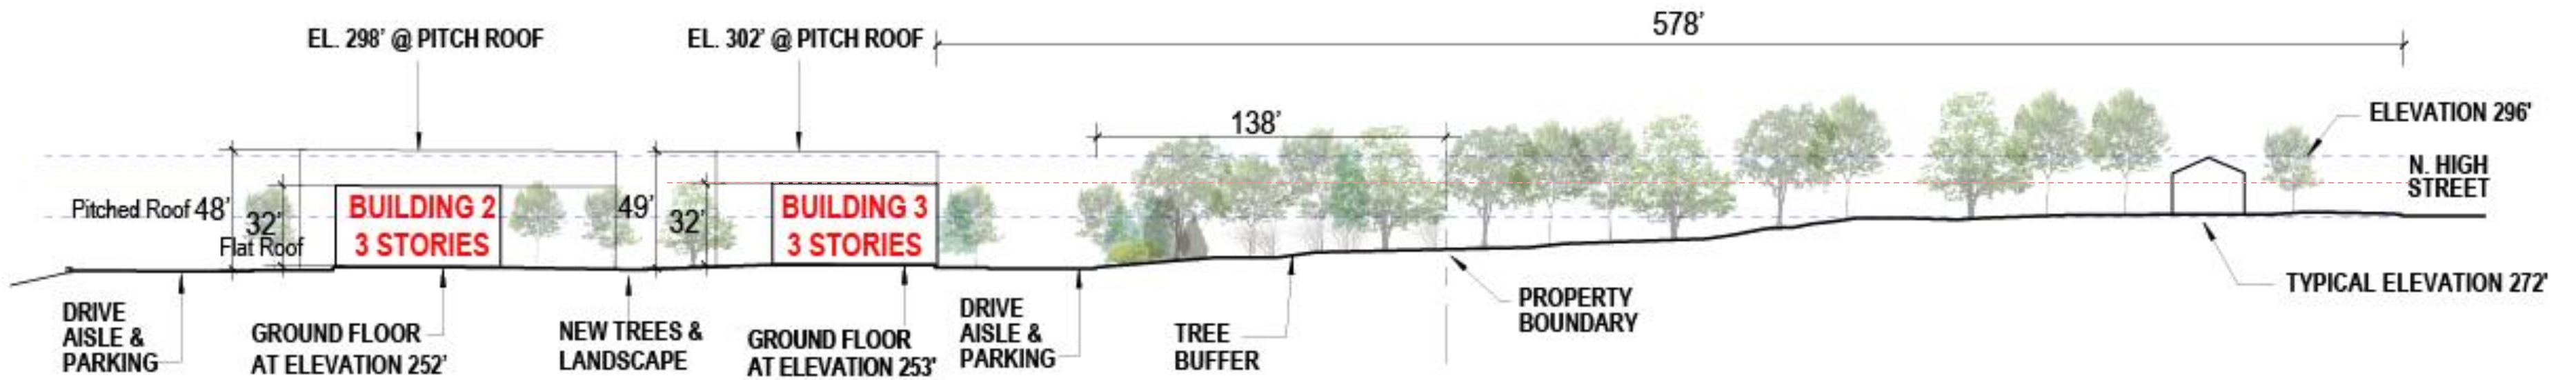 578'
EL. 298' @ PITCH ROOF
EL. 302' @ PITCH ROOF
138'
ELEVATION 296'
N. HIGH
STREET
Pitched Roof 48'
32'
Flat Roof
BUILDING 2
3 STORIES
49'
32'
BUILDING 3
3 STORIES
TYPICAL ELEVATION 272'
DRIVE
AISLE &
PARKING
GROUND FLOOR
AT ELEVATION 252'
NEW TREES &
LANDSCAPE
GROUND FLOOR
AT ELEVATION 253'
DRIVE
AISLE &
PARKING
TREE
BUFFER
PROPERTY
BOUNDARY